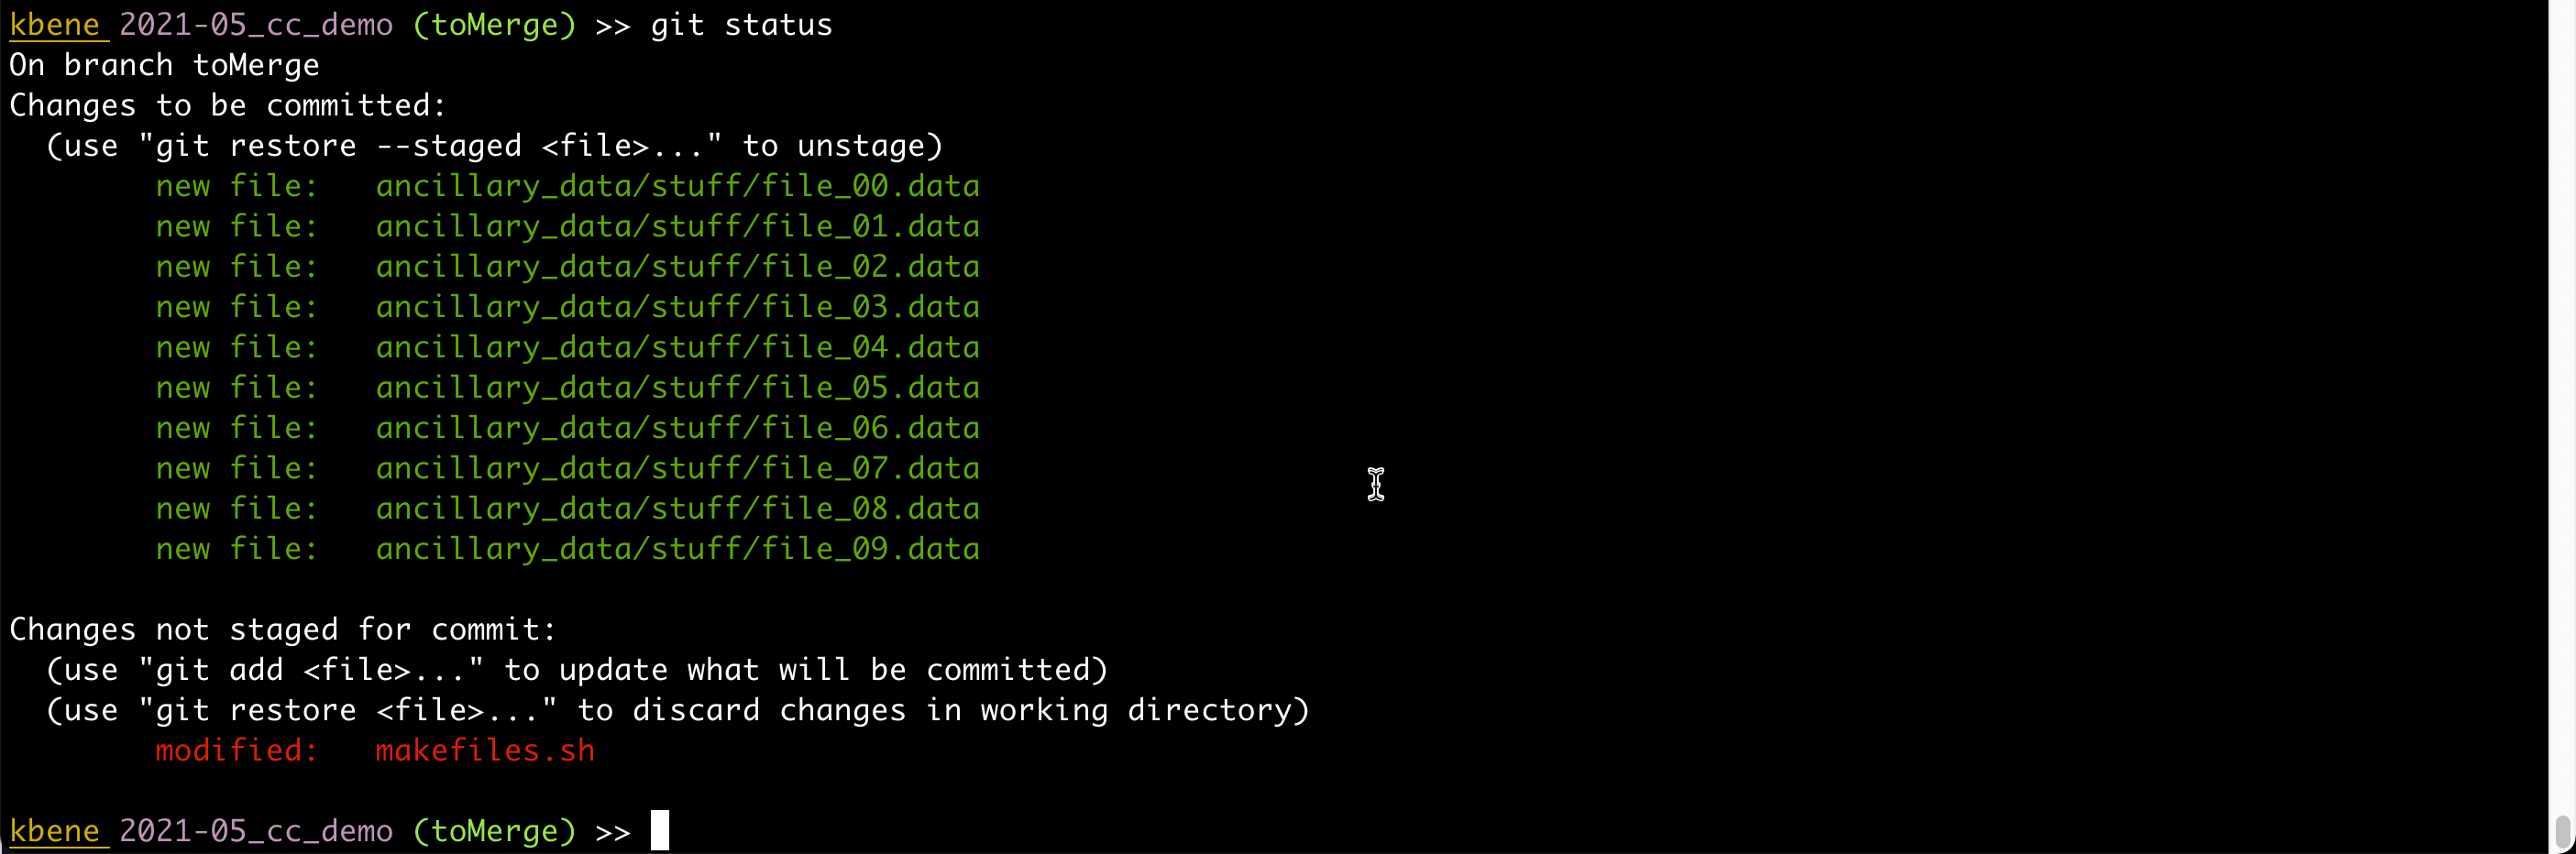 kbene 2021-05_cc_demo (toMerge) >> git status
On branch toMerge
Changes to be committed:
  (use "git restore --staged <file>..." to unstage)
        new file:   ancillary_data/stuff/file_00.data
        new file:   ancillary_data/stuff/file_01.data
        new file:   ancillary_data/stuff/file_02.data
        new file:   ancillary_data/stuff/file_03.data
        new file:   ancillary_data/stuff/file_04.data
        new file:   ancillary_data/stuff/file_05.data
        new file:   ancillary_data/stuff/file_06.data
        new file:   ancillary_data/stuff/file_07.data
        new file:   ancillary_data/stuff/file_08.data
        new file:   ancillary_data/stuff/file_09.data

Changes not staged for commit:
  (use "git add <file>..." to update what will be committed)
  (use "git restore <file>..." to discard changes in working directory)
        modified:   makefiles.sh

kbene 2021-05_cc_demo (toMerge) >>